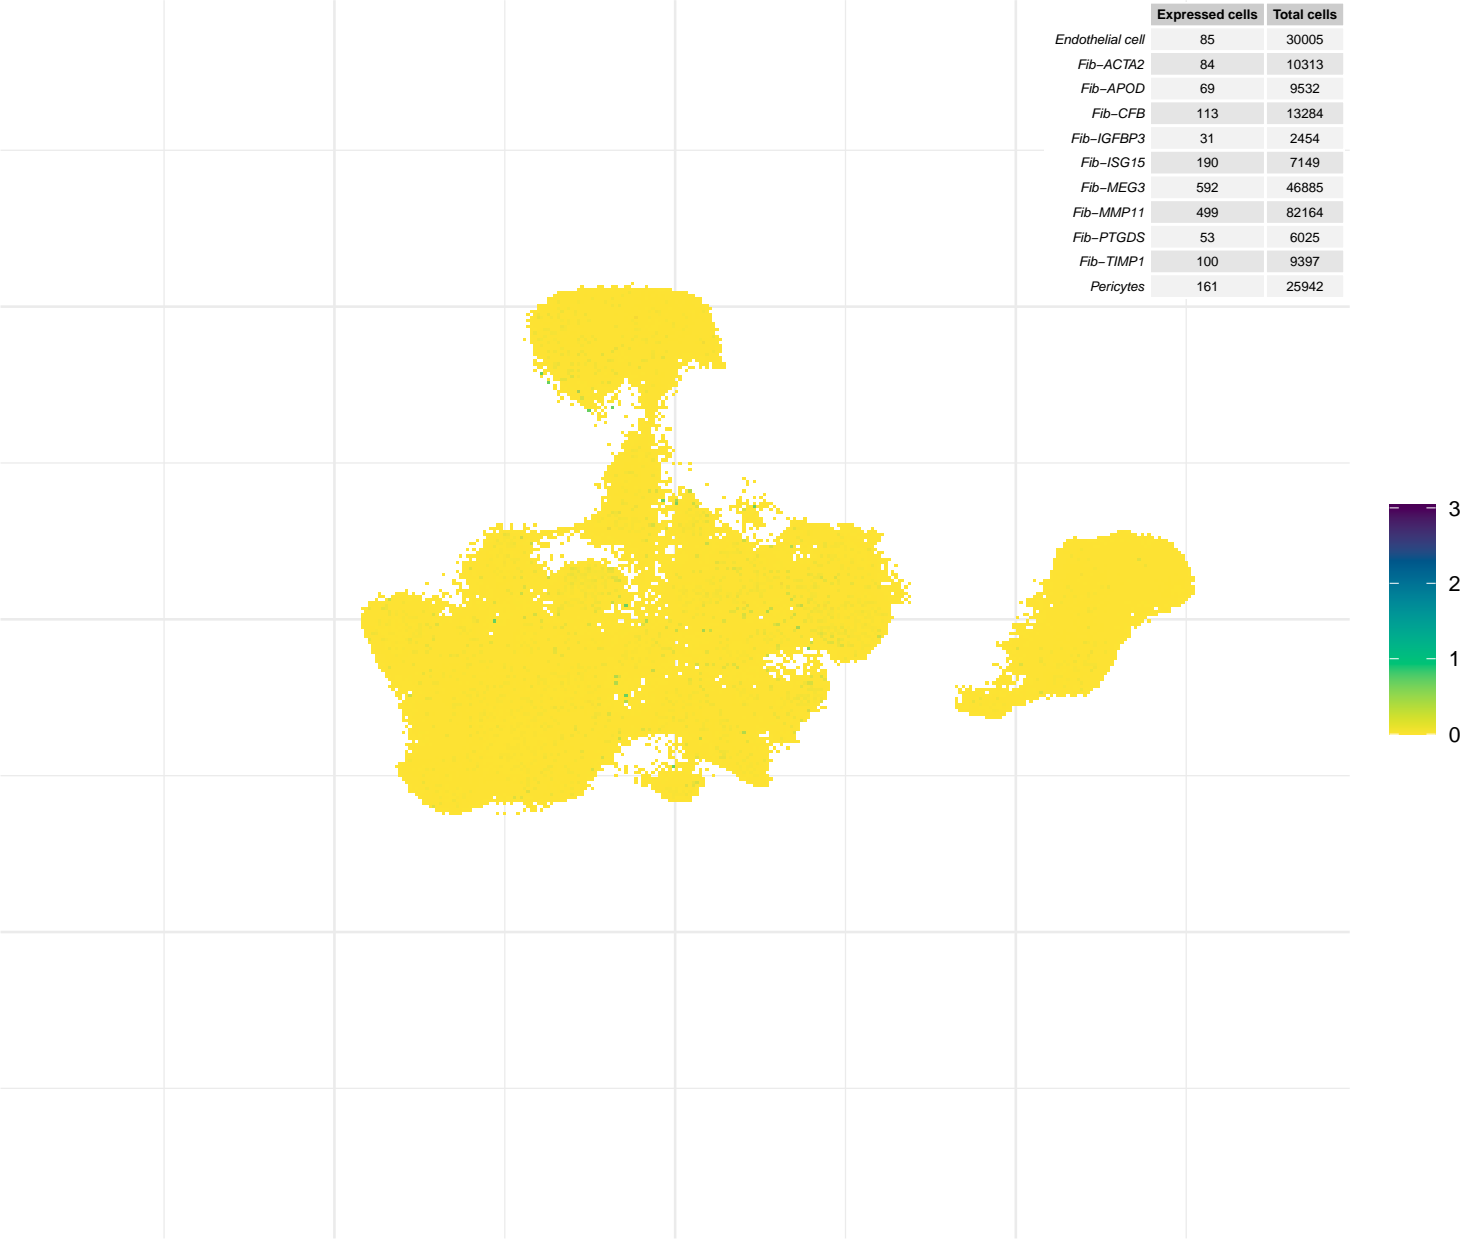 Expressed cells Total cells
Endothelial cell 85 30005
Fib−ACTA2 84 10313
Fib−APOD 69 9532
Fib−CFB 113 13284
Fib−IGFBP3 31 2454
Fib−ISG15 190 7149
Fib−MEG3 592 46885
Fib−MMP11 499 82164
Fib−PTGDS 53 6025
Fib−TIMP1 100 9397
Pericytes 161 25942
3
2
1
0